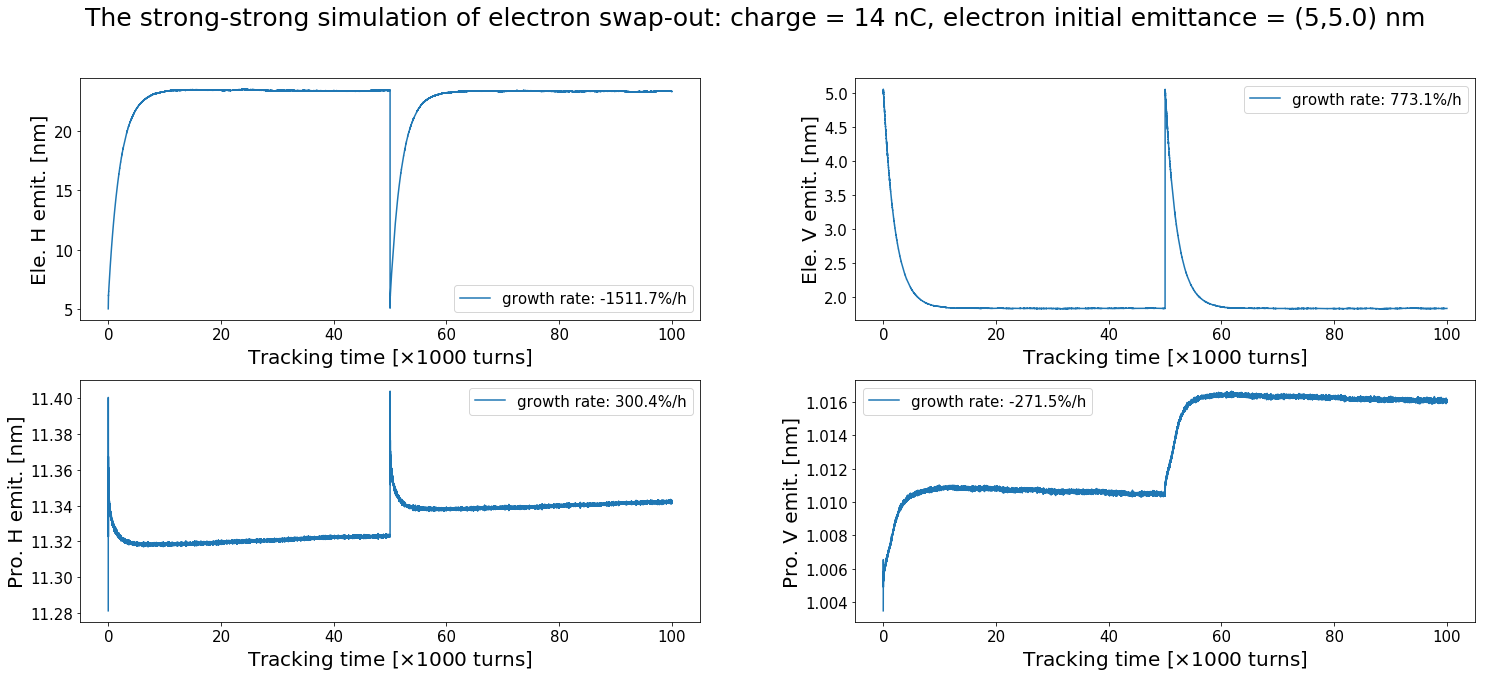 The strong-strong simulation of electron swap-out: charge = 14 nC, electron initial emittance = (5,5.0) nm
Ele. H emit. [nm]
20
15
10
5
growth rate: -1511.7%/h
0 20 40 60 80 100
Tracking time [×1000 turns]
Ele. V emit. [nm]
5.0
4.5
4.0
3.5
3.0
2.5
2.0
growth rate: 773.1%/h
0 20 40 60 80 100
Tracking time [×1000 turns]
Pro. H emit. [nm]
11.40
11.38
11.36
11.34
11.32
11.30
11.28
growth rate: 300.4%/h
0 20 40 60 80 100
Tracking time [×1000 turns]
Pro. V emit. [nm]
1.016
1.014
1.012
1.010
1.008
1.006
1.004
growth rate: -271.5%/h
0 20 40 60 80 100
Tracking time [×1000 turns]